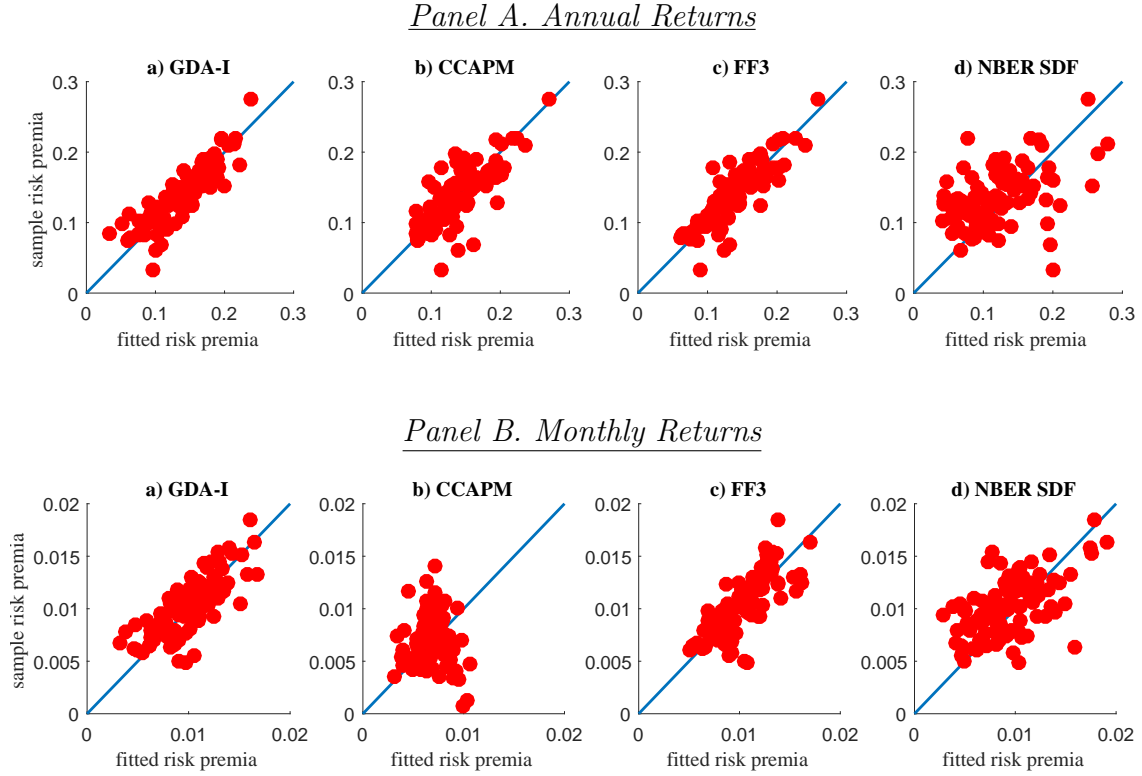 Panel A. Annual Returns
a) GDA-I
b) CCAPM
c) FF3
d) NBER SDF
sample risk premia
0.3
0.2
0.1
0
0 0.1 0.2 0.3
fitted risk premia
0.3
0.2
0.1
0
0 0.1 0.2 0.3
fitted risk premia
0.3
0.2
0.1
0
0 0.1 0.2 0.3
fitted risk premia
0.3
0.2
0.1
0
0 0.1 0.2 0.3
fitted risk premia
Panel B. Monthly Returns
a) GDA-I
b) CCAPM
c) FF3
d) NBER SDF
sample risk premia
0.02
0.015
0.01
0.005
0
0 0.01 0.02
fitted risk premia
0.02
0.015
0.01
0.005
0
0 0.01 0.02
fitted risk premia
0.02
0.015
0.01
0.005
0
0 0.01 0.02
fitted risk premia
0.02
0.015
0.01
0.005
0
0 0.01 0.02
fitted risk premia